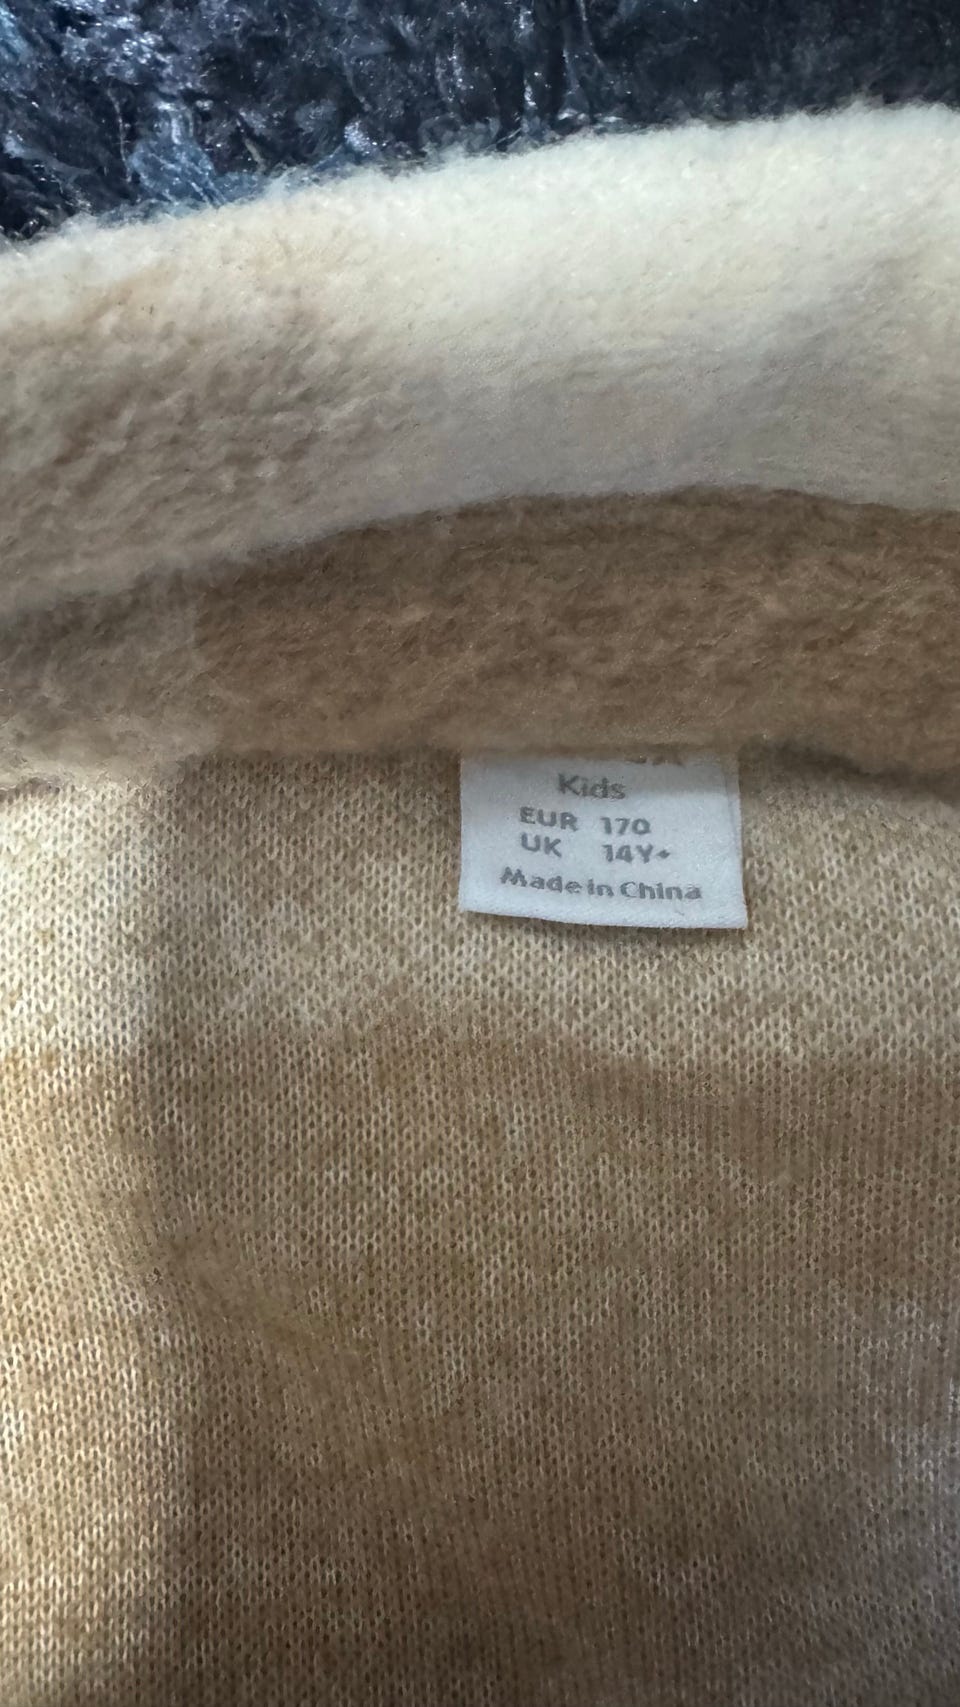 Kids
EUR 170
UK 14Y+
Made in China